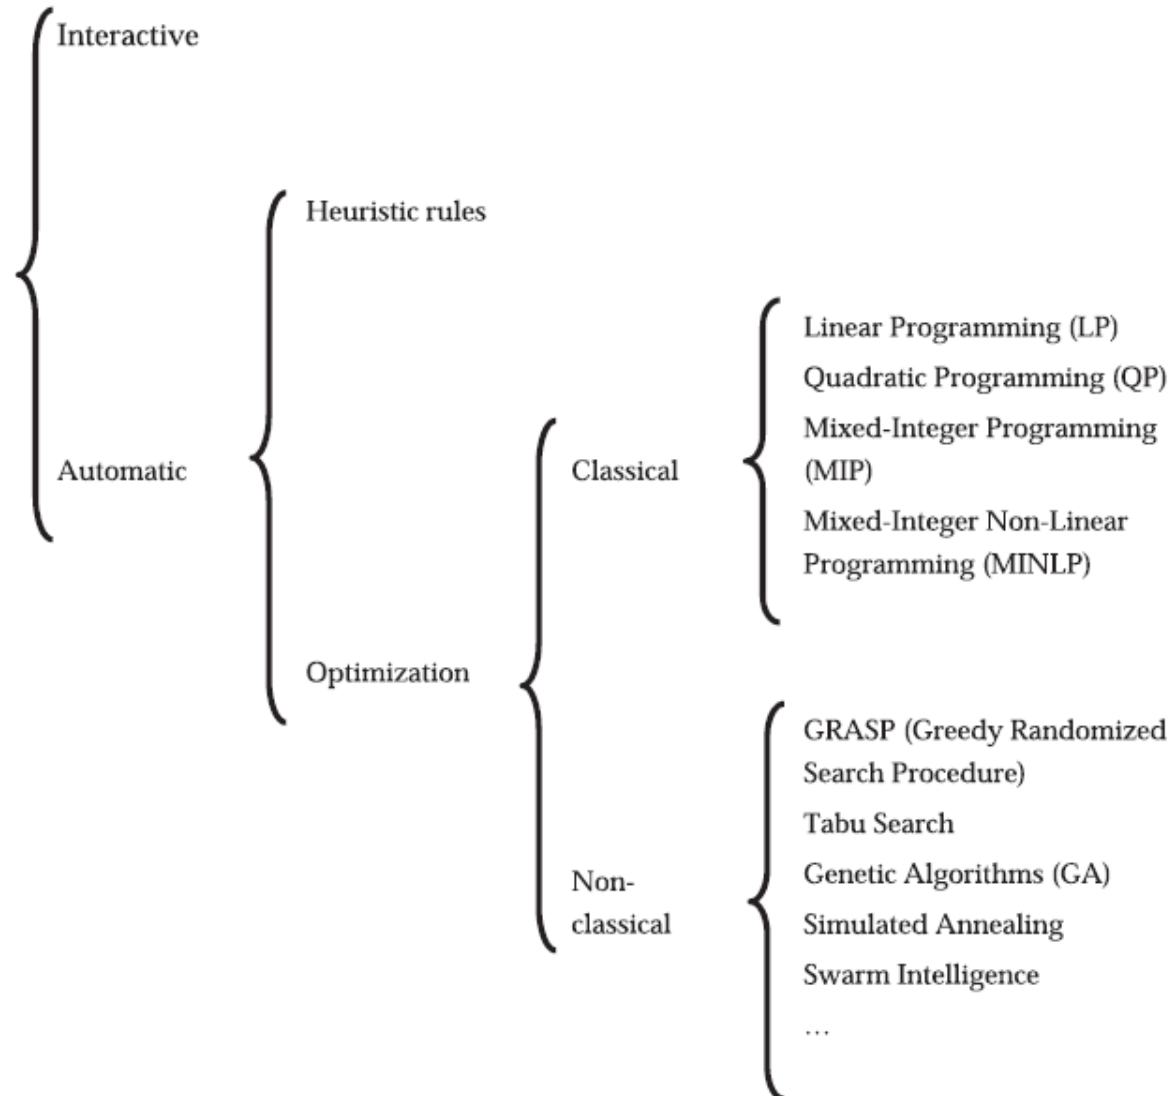 Interactive
Heuristic rules
Automatic
Linear Programming (LP)
Quadratic Programming (QP)
Mixed-Integer Programming
(MIP)
Mixed-Integer Non-Linear
Programming (MINLP)
Classical
Optimization
Non-
classical
GRASP (Greedy Randomized
Search Procedure)
Tabu Search
Genetic Algorithms (GA)
Simulated Annealing
Swarm Intelligence
…